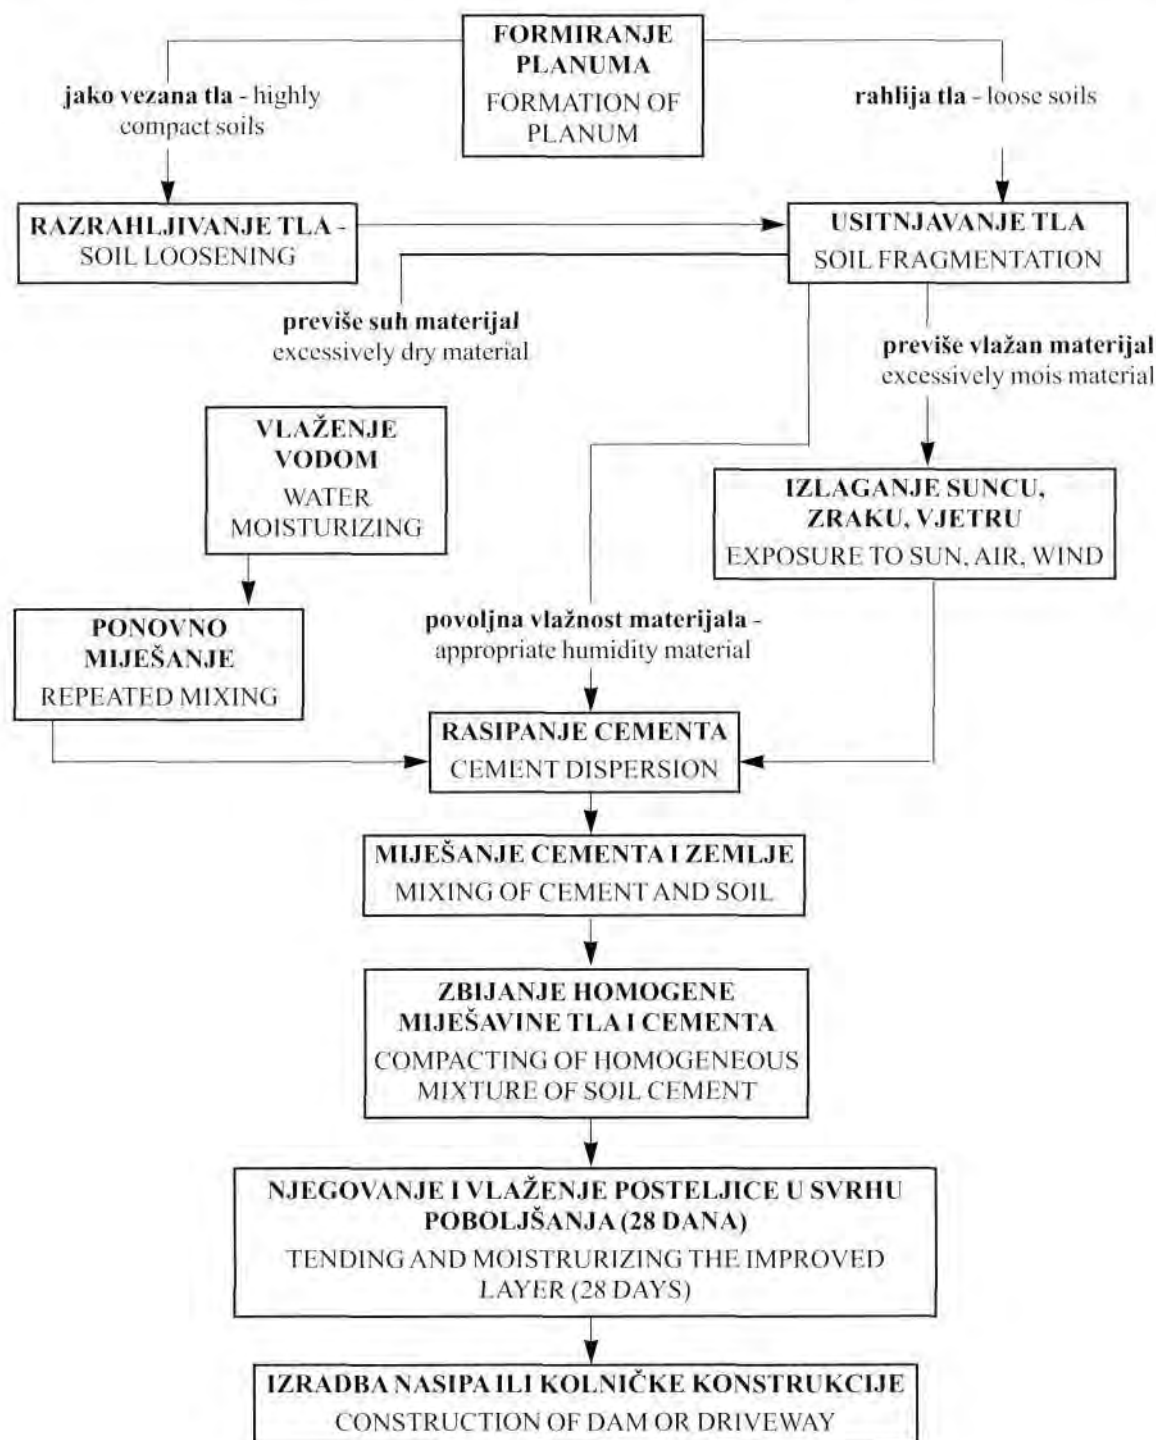 FORMIRANJE
PLANUMA
FORMATION OF
PLANUM
jako vezana tla - highly
compact soils
rahlija tla - loose soils
RAZRAHLJIVANJE TLA -
SOIL LOOSENING
USITNJAVANJE TLA
SOIL FRAGMENTATION
previše suh materijal
excessively dry material
previše vlažan materijal
excessively mois material
VLAŽENJE
VODOM
WATER
MOISTURIZING
IZLAGANJE SUNCU,
ZRAKU, VJETRU
EXPOSURE TO SUN, AIR, WIND
PONOVNO
MIJEŠANJE
REPEATED MIXING
povoljna vlažnost materijala -
appropriate humidity material
RASIPANJE CEMENTA
CEMENT DISPERSION
MIJEŠANJE CEMENTA I ZEMLJE
MIXING OF CEMENT AND SOIL
ZBIJANJE HOMOGENE
MIJEŠAVINE TLA I CEMENTA
COMPACTING OF HOMOGENEOUS
MIXTURE OF SOIL CEMENT
NJEGOVANJE I VLAŽENJE POSTELJICE U SVRHU
POBOLJŠANJA (28 DANA)
TENDING AND MOISTRURIZING THE IMPROVED
LAYER (28 DAYS)
IZRADBA NASIPA ILI KOLNIČKE KONSTRUKCIJE
CONSTRUCTION OF DAM OR DRIVEWAY